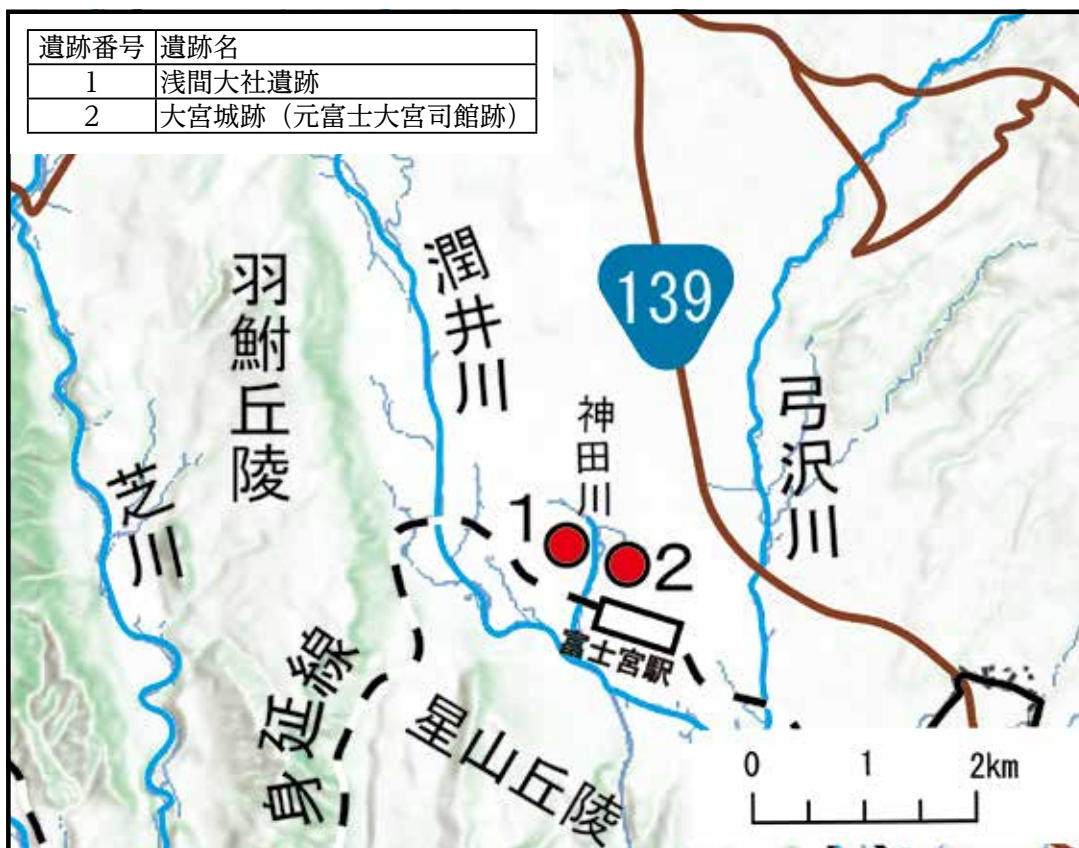 遺跡番号 遺跡名
1 浅間大社遺跡
2 大宮城跡（元富士大宮司館跡）
羽鮒丘陵
潤井川
139
弓沢川
神田川
芝川
1
2
富士宮駅
身延線
星山丘陵
0 1 2km